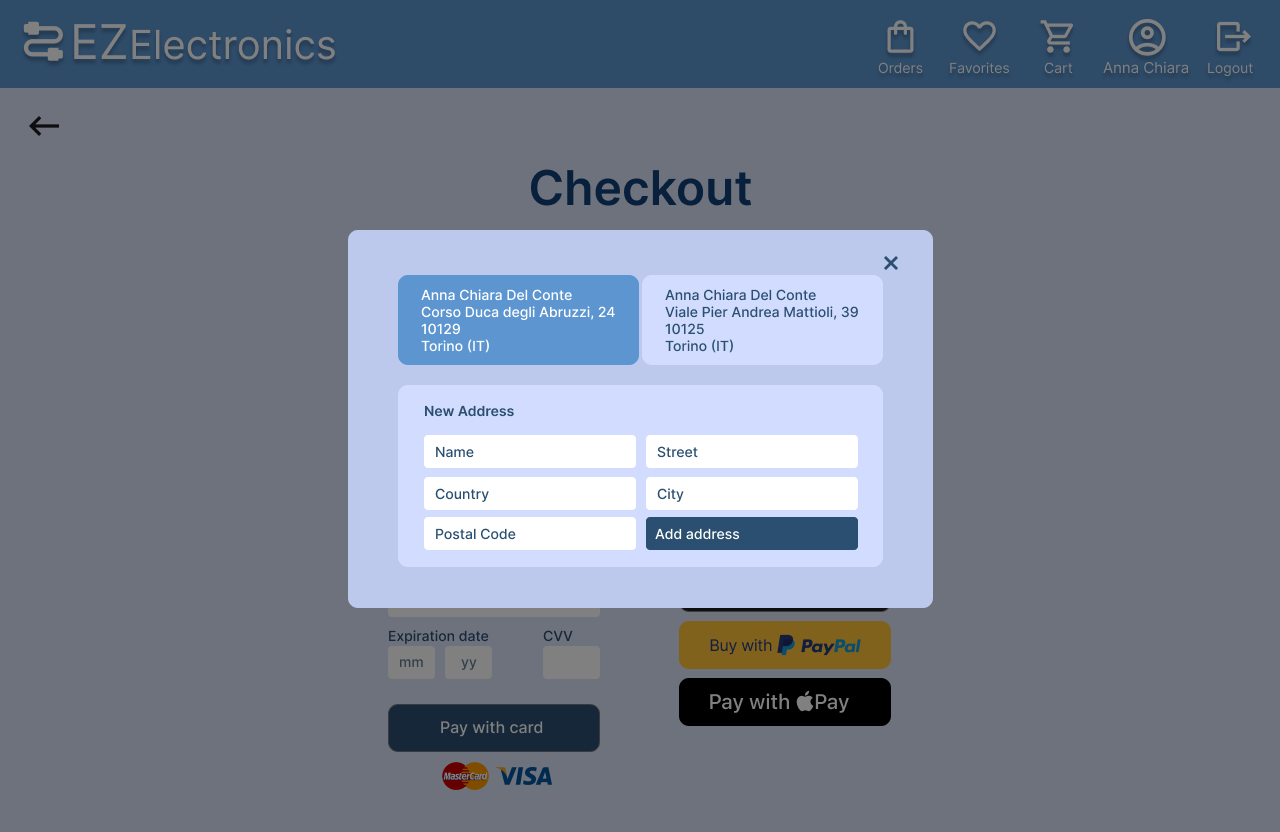 EZElectronics
Orders
Favorites
Cart
Anna Chiara
Logout
Checkout
Anna Chiara Del Conte
Corso Duca degli Abruzzi, 24
10129
Torino (IT)
Anna Chiara Del Conte
Viale Pier Andrea Mattioli, 39
10125
Torino (IT)
New Address
Name
Street
Country
City
Postal Code
Add address
Expiration date
CVV
mm
yy
Buy with PayPal
Pay with Pay
Pay with card
MasterCard
VISA